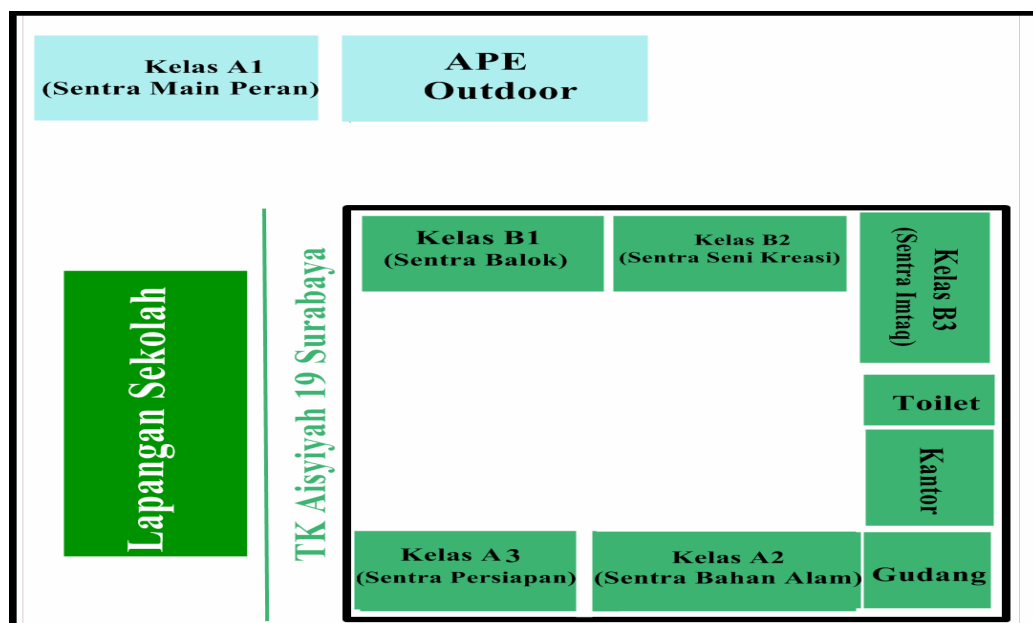 Kelas A1
(Sentra Main Peran)
APE
Outdoor
Lapangan Sekolah
TK Aisyiyah 19 Surabaya
Kelas B1
(Sentra Balok)
Kelas B2
(Sentra Seni Kreasi)
Kelas B3
(Sentra Imtaq)
Toilet
Kantor
Kelas A3
(Sentra Persiapan)
Kelas A2
(Sentra Bahan Alam)
Gudang